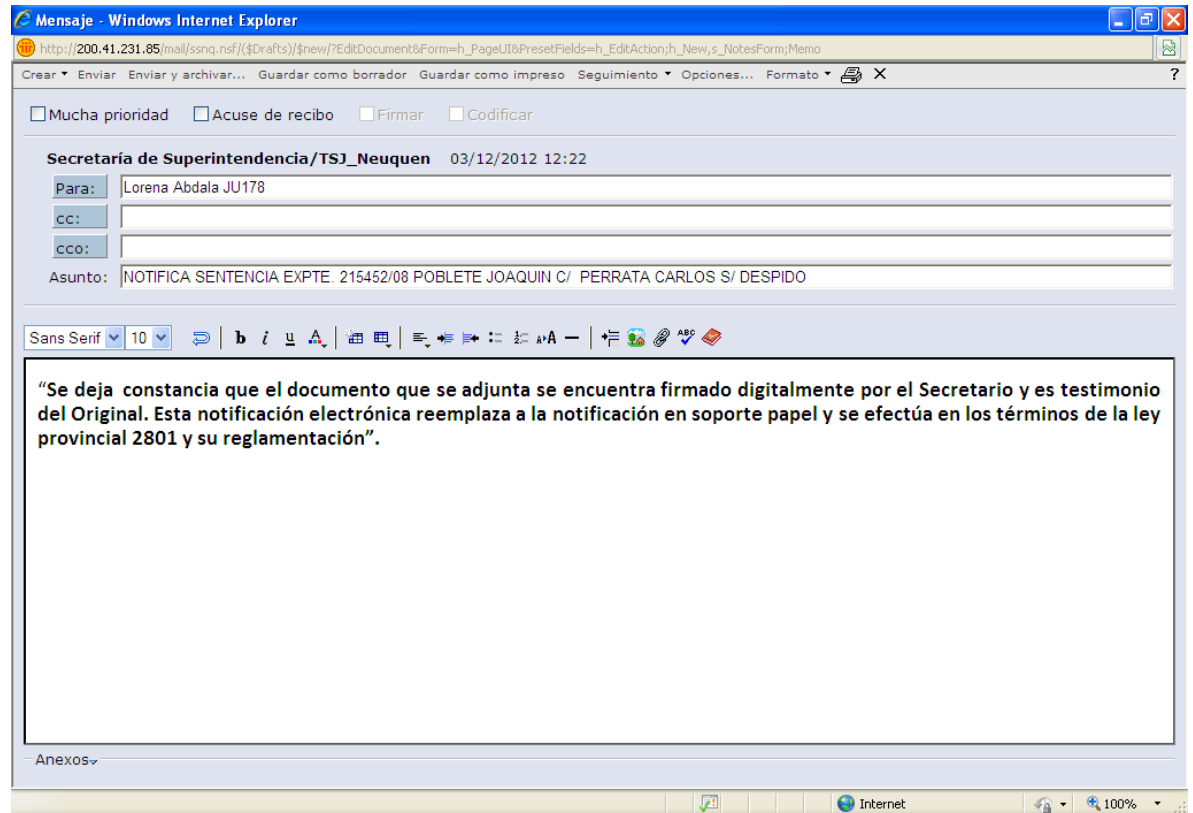 Mensaje - Windows Internet Explorer
http://200.41.231.85/mail/ssnq.nsf/($Drafts)/$new/?EditDocument&Form=h_PageUI&PresetFields=h_EditAction;h_New,s_NotesForm;Memo
Crear Enviar Enviar y archivar... Guardar como borrador Guardar como impreso Seguimiento Opciones... Formato X ?
Mucha prioridad Acuse de recibo Firmar Codificar
Secretaría de Superintendencia/TSJ_Neuquen 03/12/2012 12:22
Para: Lorena Abdala JU178
cc:
cco:
Asunto: NOTIFICA SENTENCIA EXPTE. 215452/08 POBLETE JOAQUIN C/ PERRATA CARLOS S/ DESPIDO
Sans Serif 10 b i u A ABC
“Se deja constancia que el documento que se adjunta se encuentra firmado digitalmente por el Secretario y es testimonio
del Original. Esta notificación electrónica reemplaza a la notificación en soporte papel y se efectúa en los términos de la ley
provincial 2801 y su reglamentación”.
Anexos
Internet 100%